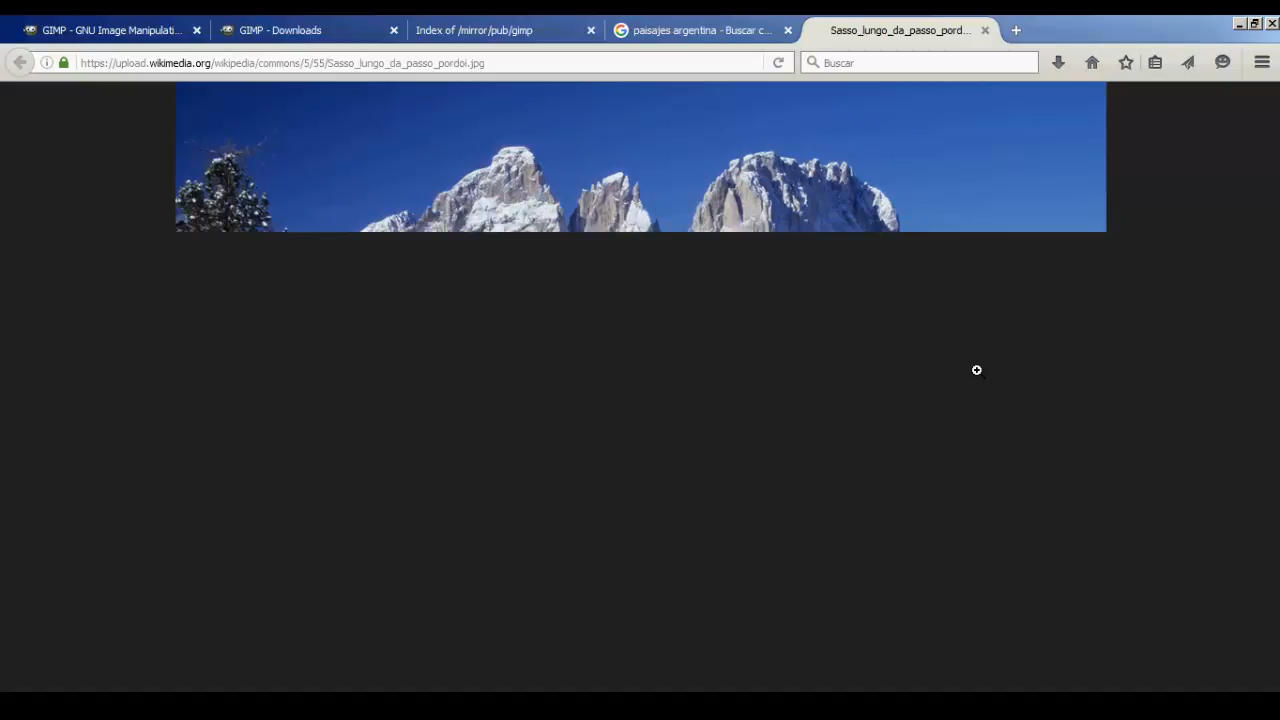 GIMP - GNU Image Manipulati...
GIMP - Downloads
Index of /mirror/pub/gimp
paisajes argentina - Buscar c...
Sasso_lungo_da_passo_pord...
https://upload.wikimedia.org/wikipedia/commons/5/55/Sasso_lungo_da_passo_pordoi.jpg
Buscar